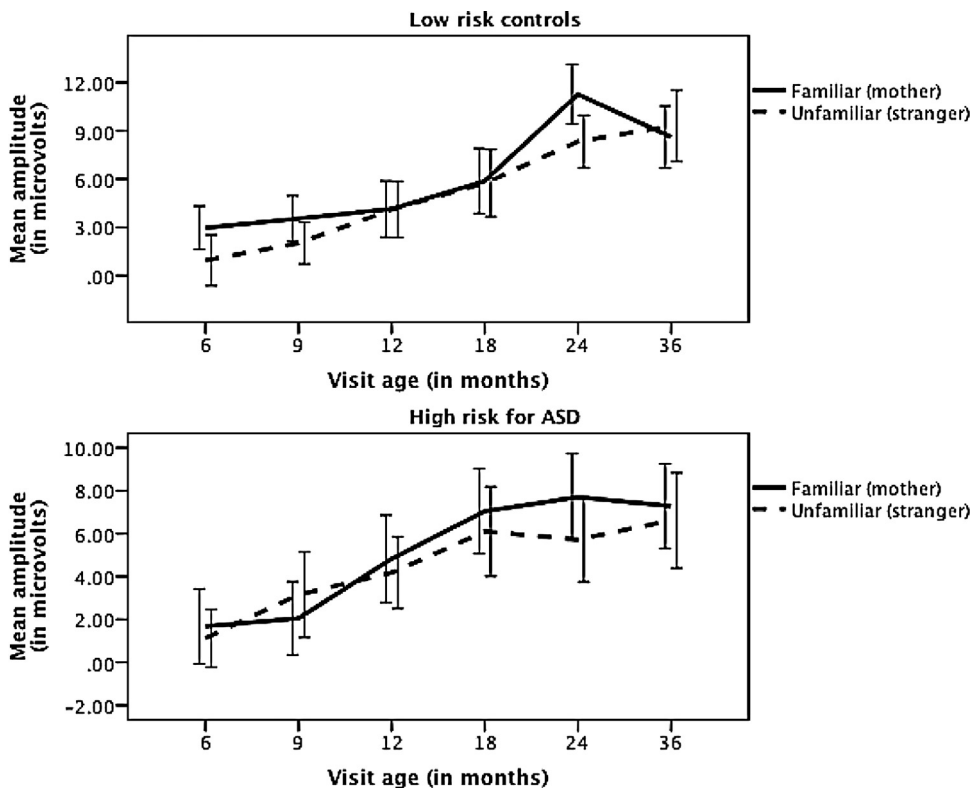 Low risk controls
Mean amplitude
(in microvolts)
12.00
9.00
6.00
3.00
.00
Familiar (mother)
Unfamiliar (stranger)
6 9 12 18 24 36
Visit age (in months)
High risk for ASD
Mean amplitude
(in microvolts)
10.00
8.00
6.00
4.00
2.00
.00
-2.00
Familiar (mother)
Unfamiliar (stranger)
6 9 12 18 24 36
Visit age (in months)